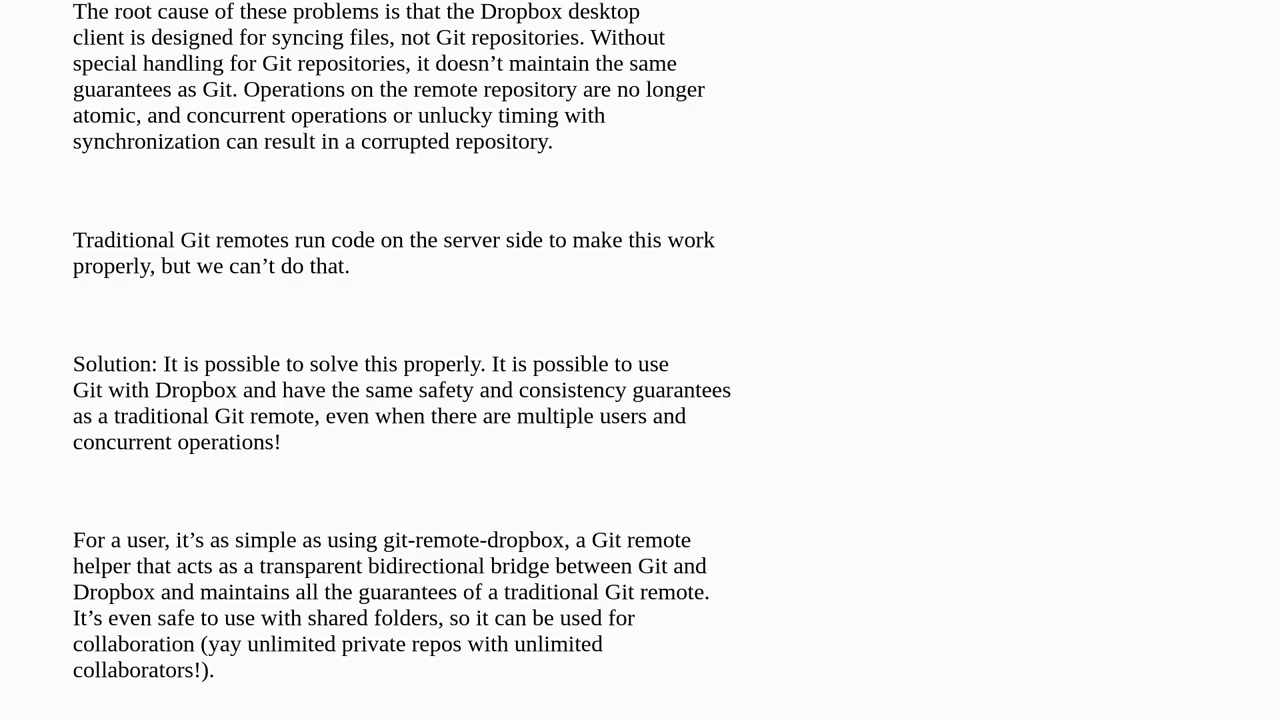 The root cause of these problems is that the Dropbox desktop
client is designed for syncing files, not Git repositories. Without
special handling for Git repositories, it doesn’t maintain the same
guarantees as Git. Operations on the remote repository are no longer
atomic, and concurrent operations or unlucky timing with
synchronization can result in a corrupted repository.
Traditional Git remotes run code on the server side to make this work
properly, but we can’t do that.
Solution: It is possible to solve this properly. It is possible to use
Git with Dropbox and have the same safety and consistency guarantees
as a traditional Git remote, even when there are multiple users and
concurrent operations!
For a user, it’s as simple as using git-remote-dropbox, a Git remote
helper that acts as a transparent bidirectional bridge between Git and
Dropbox and maintains all the guarantees of a traditional Git remote.
It’s even safe to use with shared folders, so it can be used for
collaboration (yay unlimited private repos with unlimited
collaborators!).